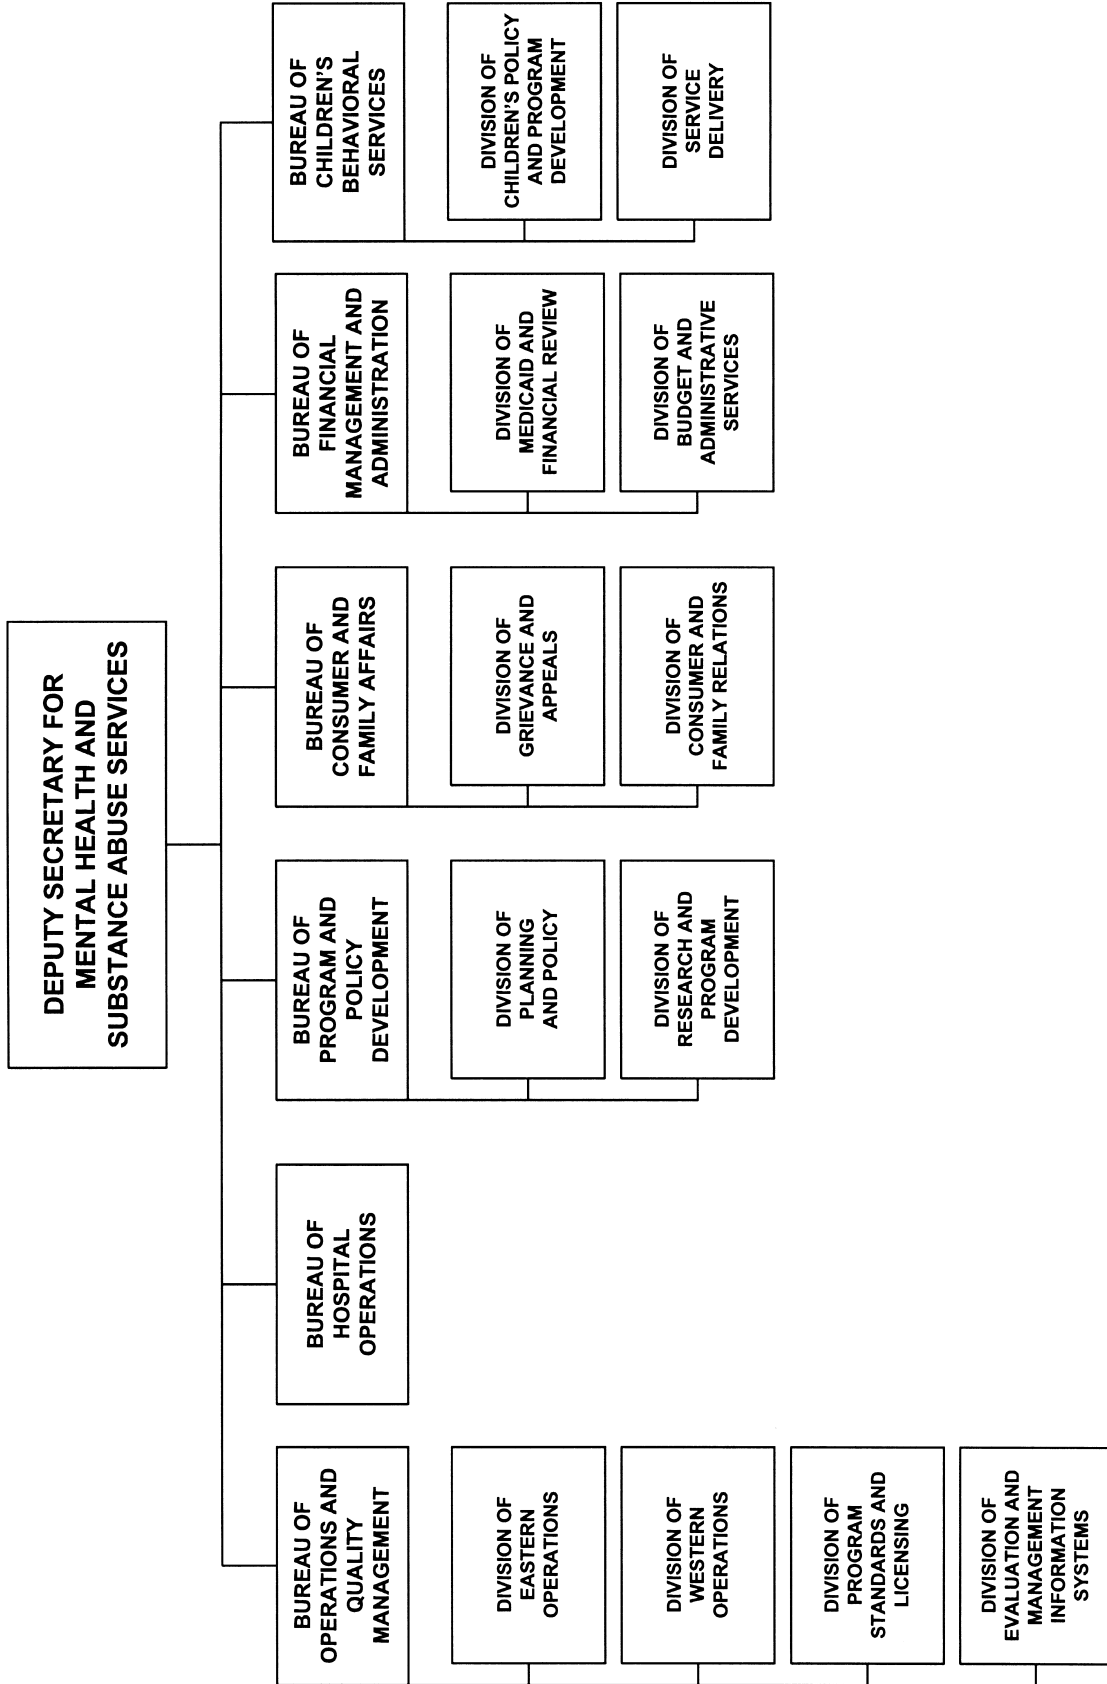 DEPUTY SECRETARY FOR
MENTAL HEALTH AND
SUBSTANCE ABUSE SERVICES
BUREAU OF
OPERATIONS AND
QUALITY
MANAGEMENT
DIVISION OF
EASTERN
OPERATIONS
DIVISION OF
WESTERN
OPERATIONS
DIVISION OF
PROGRAM
STANDARDS AND
LICENSING
DIVISION OF
EVALUATION AND
MANAGEMENT
INFORMATION
SYSTEMS
BUREAU OF
HOSPITAL
OPERATIONS
BUREAU OF
PROGRAM AND
POLICY
DEVELOPMENT
DIVISION OF
PLANNING
AND POLICY
DIVISION OF
RESEARCH AND
PROGRAM
DEVELOPMENT
BUREAU OF
CONSUMER AND
FAMILY AFFAIRS
DIVISION OF
GRIEVANCE AND
APPEALS
DIVISION OF
CONSUMER AND
FAMILY RELATIONS
BUREAU OF
FINANCIAL
MANAGEMENT AND
ADMINISTRATION
DIVISION OF
MEDICAID AND
FINANCIAL REVIEW
DIVISION OF
BUDGET AND
ADMINISTRATIVE
SERVICES
BUREAU OF
CHILDREN'S
BEHAVIORAL
SERVICES
DIVISION OF
CHILDREN'S POLICY
AND PROGRAM
DEVELOPMENT
DIVISION OF
SERVICE
DELIVERY